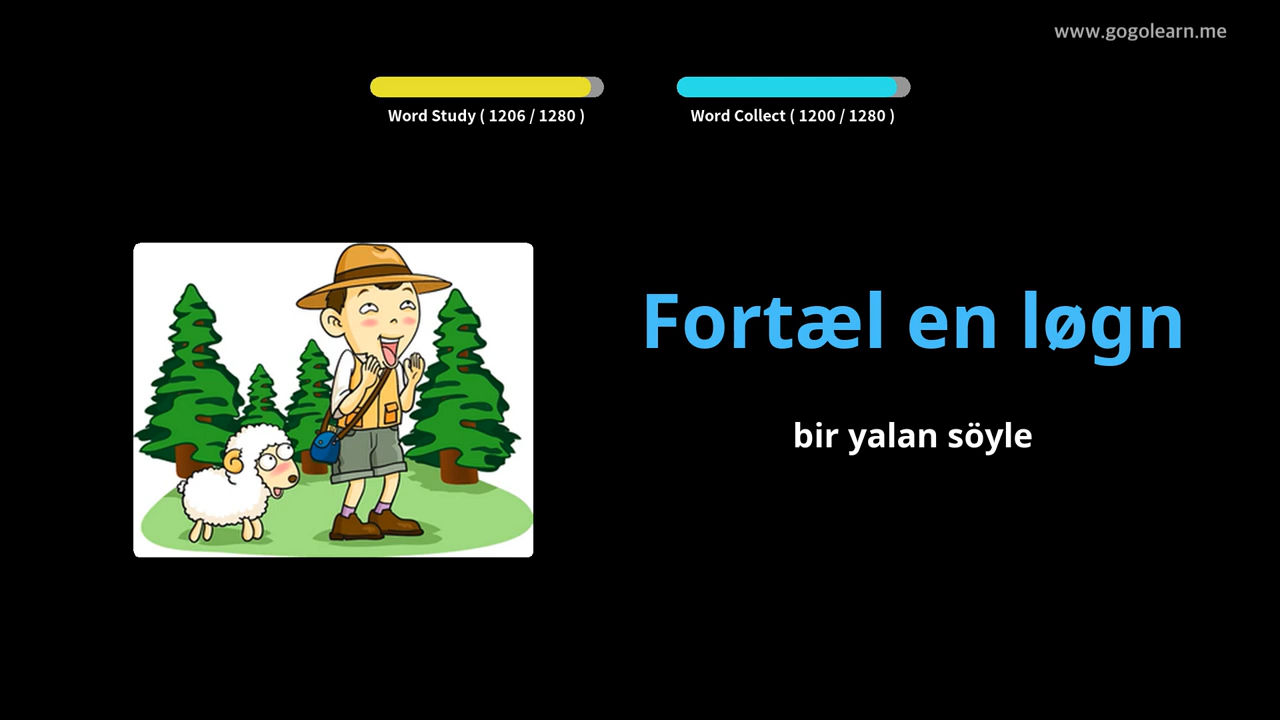 www.gogolearn.me
Word Study ( 1206 / 1280 )
Word Collect ( 1200 / 1280 )
Fortæl en løgn
bir yalan söyle